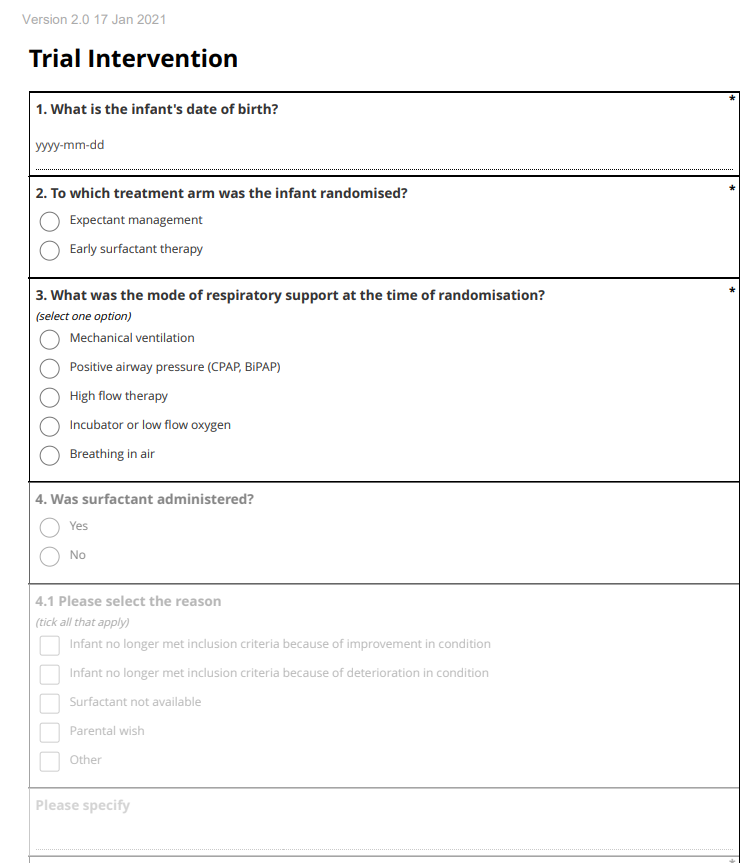 Version 2.0 17 Jan 2021
Trial Intervention
1. What is the infant's date of birth?
*
yyyy-mm-dd
2. To which treatment arm was the infant randomised?
*
Expectant management
Early surfactant therapy
3. What was the mode of respiratory support at the time of randomisation?
*
(select one option)
Mechanical ventilation
Positive airway pressure (CPAP, BiPAP)
High flow therapy
Incubator or low flow oxygen
Breathing in air
4. Was surfactant administered?
Yes
No
4.1 Please select the reason
(tick all that apply)
Infant no longer met inclusion criteria because of improvement in condition
Infant no longer met inclusion criteria because of deterioration in condition
Surfactant not available
Parental wish
Other
Please specify
*